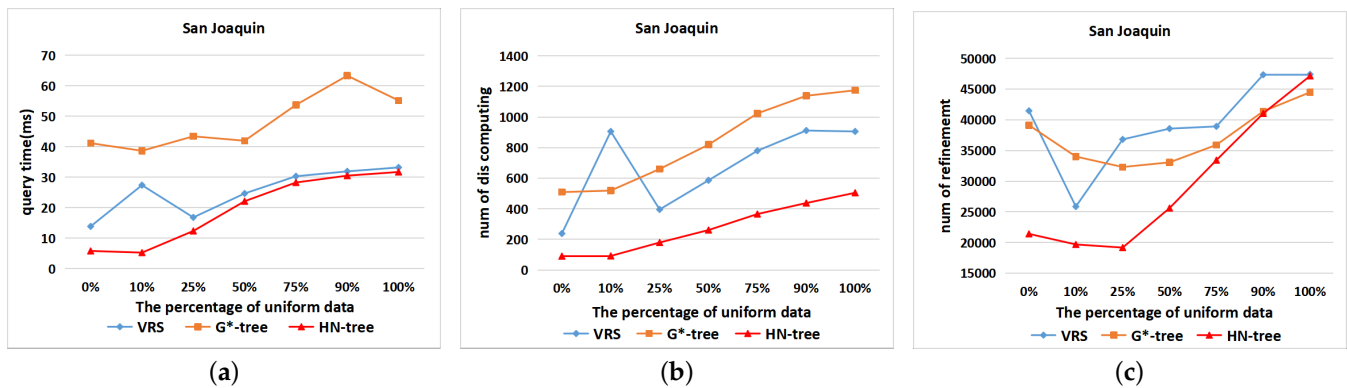 San Joaquin
query time(ms)
70
60
50
40
30
20
10
0
0% 10% 25% 50% 75% 90% 100%
The percentage of uniform data
VRS G*-tree HN-tree
(a)
San Joaquin
num of dis computing
1400
1200
1000
800
600
400
200
0
0% 10% 25% 50% 75% 90% 100%
The percentage of uniform data
VRS G*-tree HN-tree
(b)
San Joaquin
num of refinement
50000
45000
40000
35000
30000
25000
20000
15000
0% 10% 25% 50% 75% 90% 100%
The percentage of uniform data
VRS G*-tree HN-tree
(c)